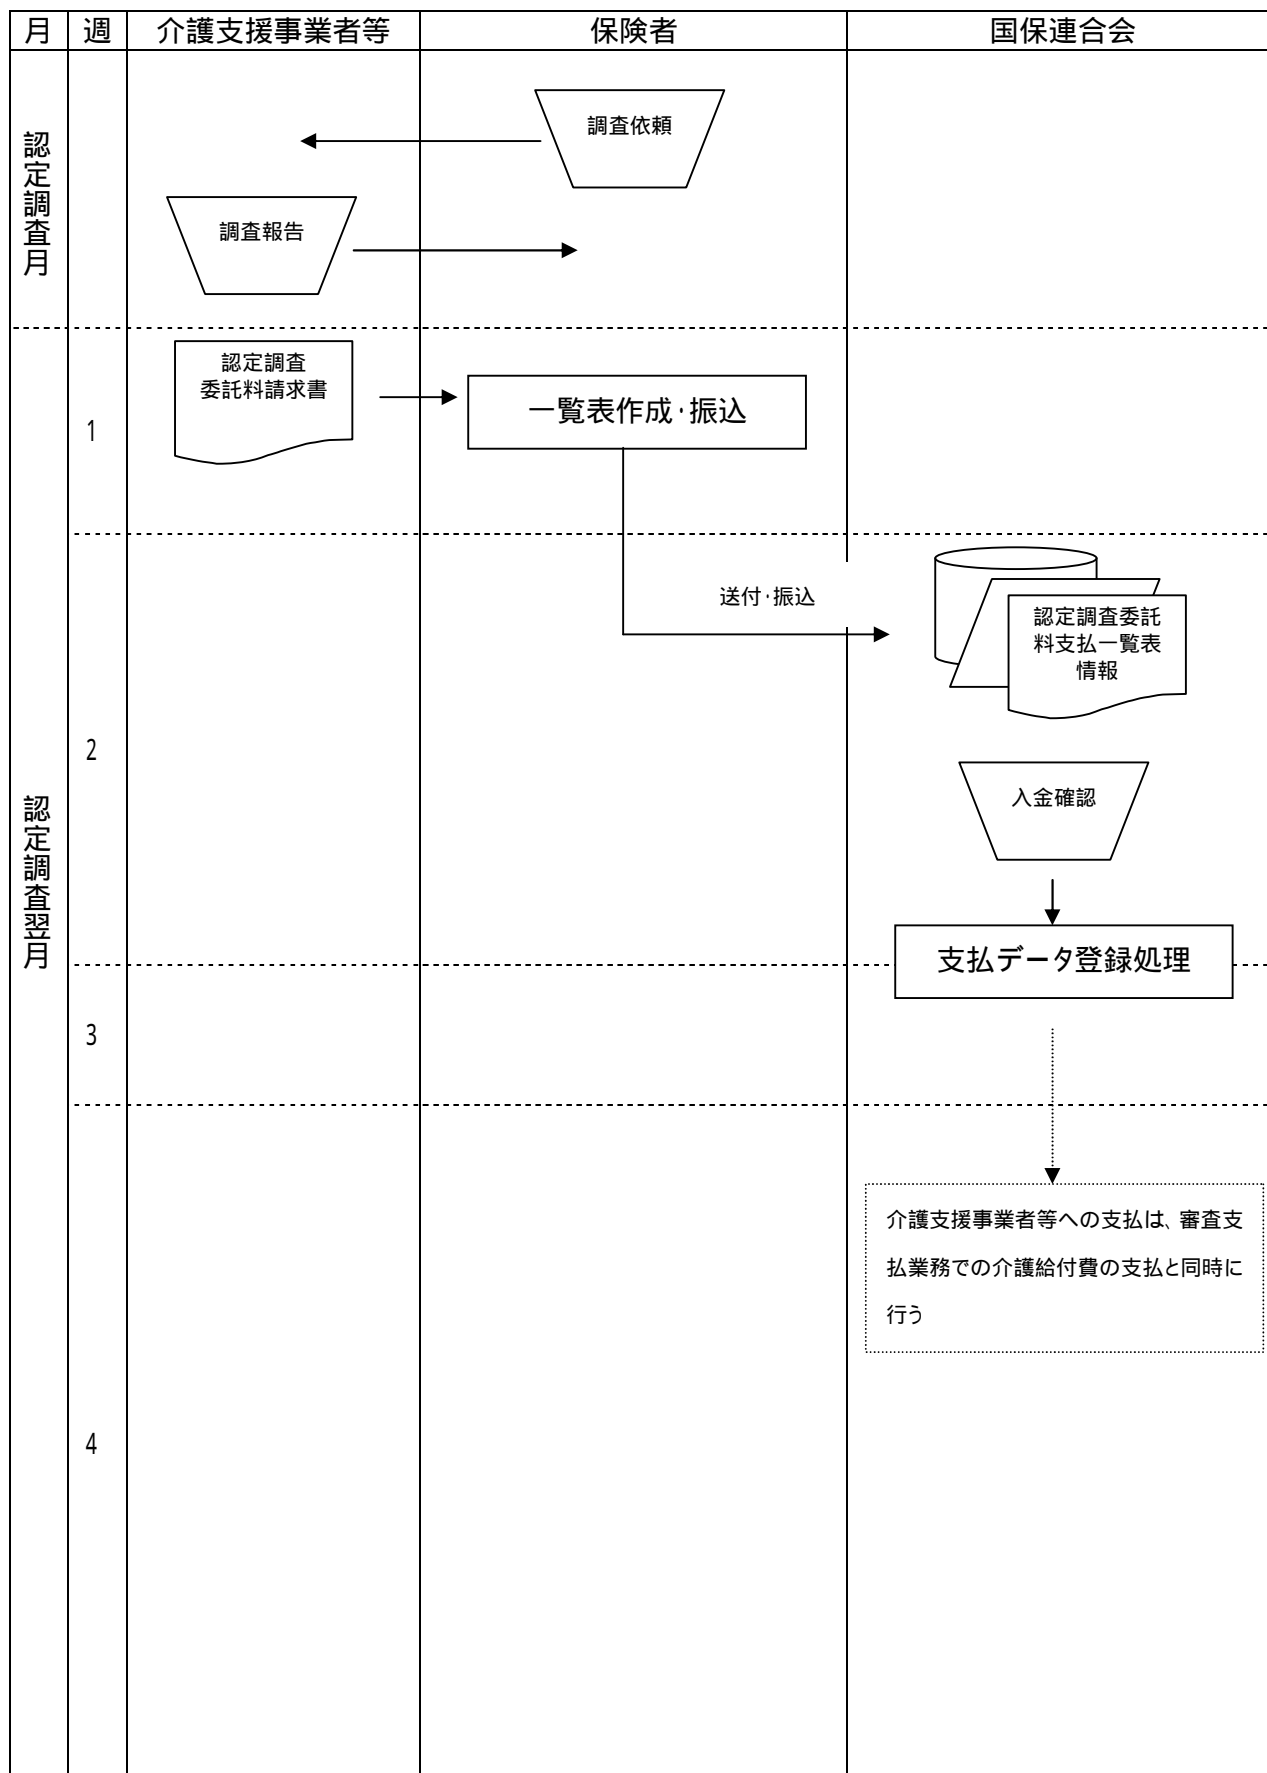 月 週 介護支援事業者等 保険者 国保連合会
認定調査月
調査依頼
調査報告
認定調査翌月
1
認定調査
委託料請求書
一覧表作成・振込
2
送付・振込
認定調査委託
料支払一覧表
情報
入金確認
支払データ登録処理
3
4
介護支援事業者等への支払は、審査支
払業務での介護給付費の支払と同時に
行う